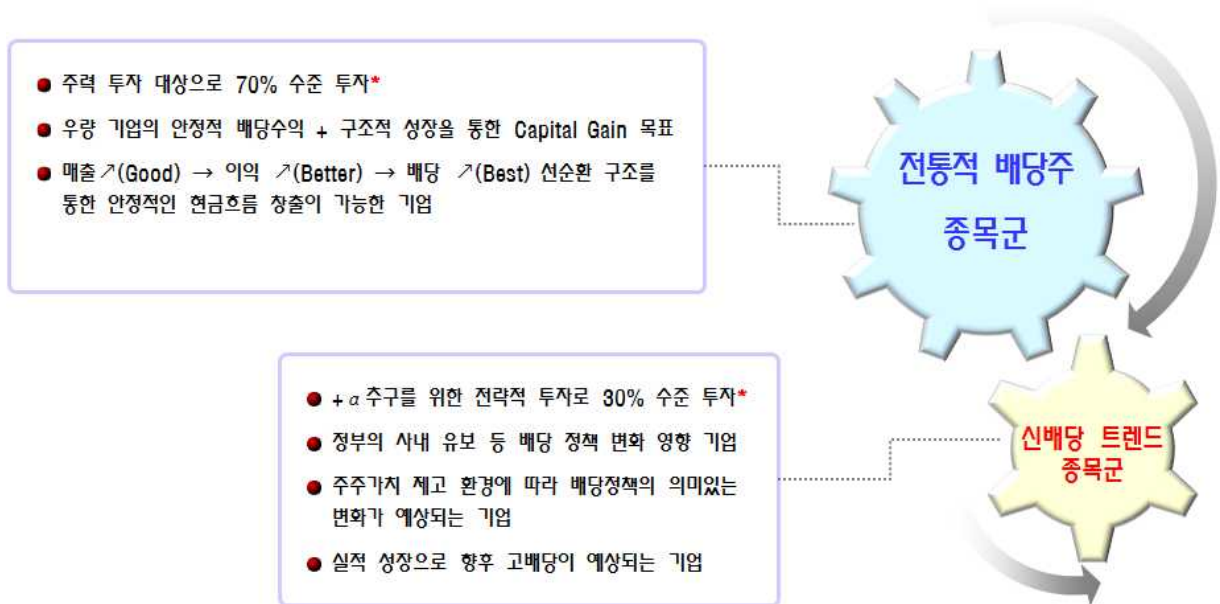 주력 투자 대상으로 70% 수준 투자*
우량 기업의 안정적 배당수익 + 구조적 성장을 통한 Capital Gain 목표
매출↗(Good) → 이익 ↗(Better) → 배당 ↗(Best) 선순환 구조를
통한 안정적인 현금흐름 창출이 가능한 기업
전통적 배당주
종목군
+α추구를 위한 전략적 투자로 30% 수준 투자*
정부의 사내 유보 등 배당 정책 변화 영향 기업
주주가치 제고 환경에 따라 배당정책의 의미있는
변화가 예상되는 기업
실적 성장으로 향후 고배당이 예상되는 기업
신배당 트렌드
종목군